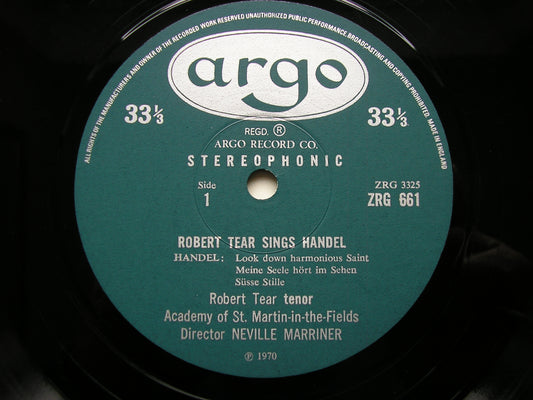 ALL RIGHTS OF THE MANUFACTURERS AND OWNER OF THE RECORDED WORK RESERVED UNAUTHORIZED PUBLIC PERFORMANCE, BROADCASTING AND COPYING PROHIBITED. MADE IN ENGLAND
argo
33⅓ 33⅓
REGD. ®
ARGO RECORD CO.
STEREOPHONIC
Side ZRG 3325
1 ZRG 661
ROBERT TEAR SINGS HANDEL
HANDEL: Look down harmonious Saint
Meine Seele hört im Sehen
Süsse Stille
Robert Tear tenor
Academy of St. Martin-in-the-Fields
Director NEVILLE MARRINER
℗ 1970